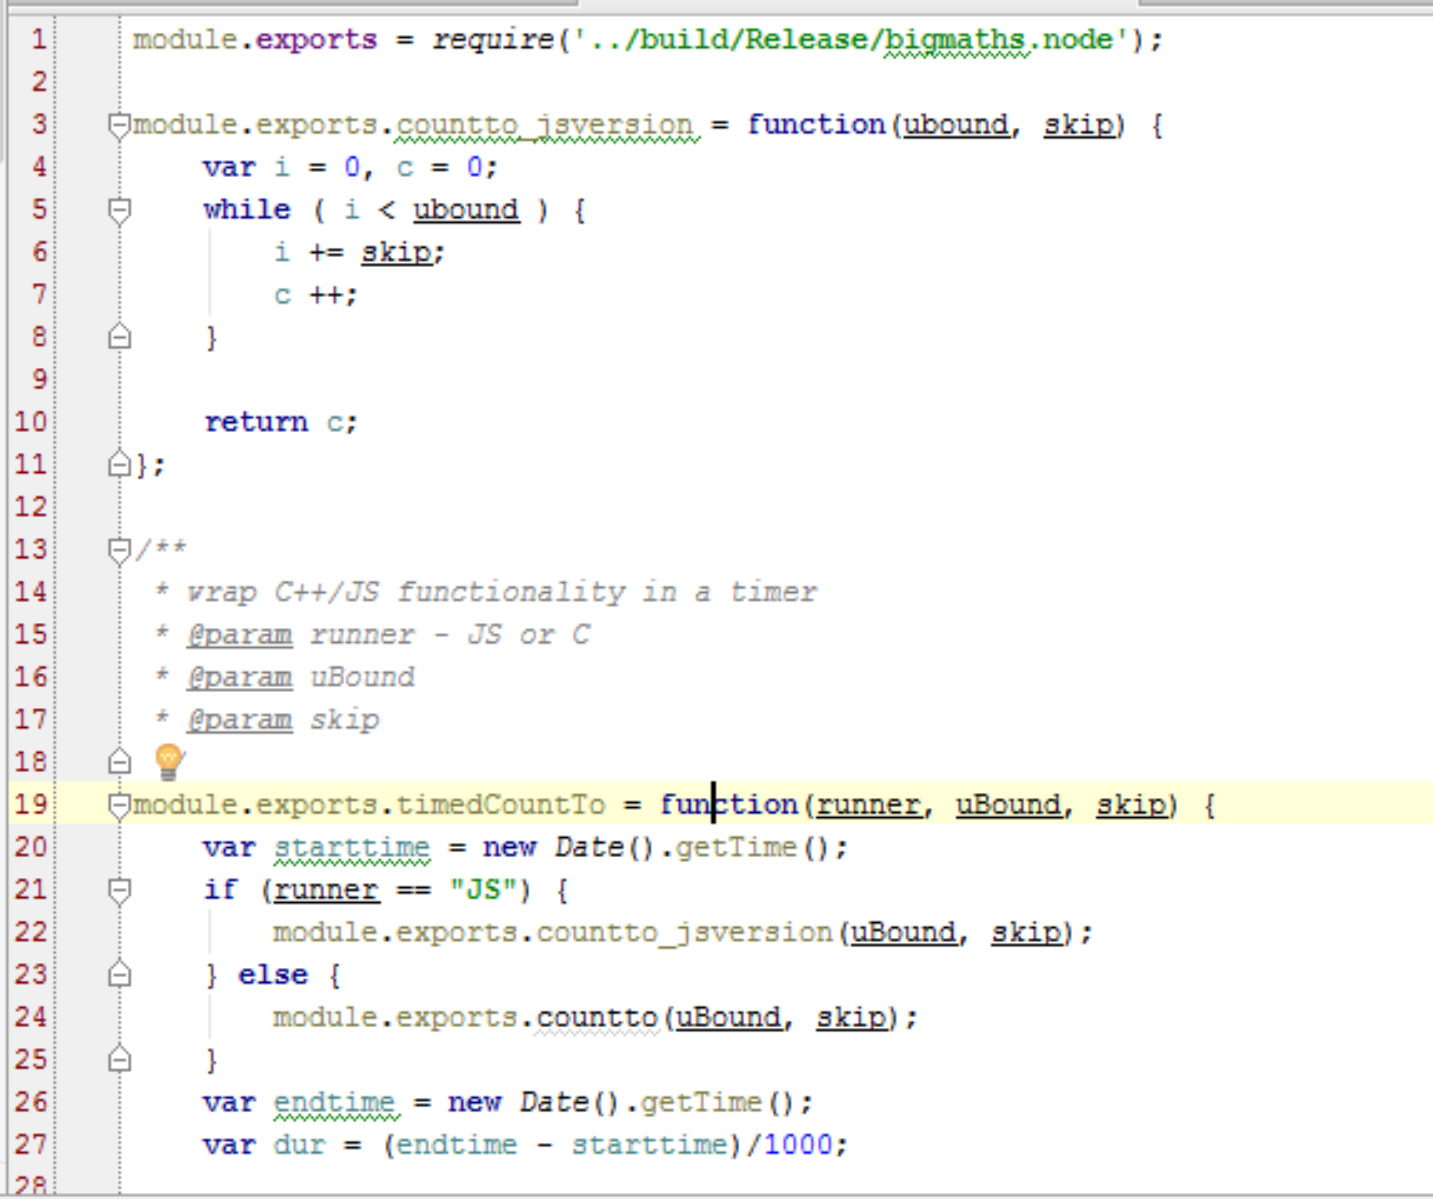 1 module.exports = require('../build/Release/bigmaths.node');
2
3 module.exports.countto_jsversion = function(ubound, skip) {
4 var i = 0, c = 0;
5 while ( i < ubound ) {
6 i += skip;
7 c ++;
8 }
9
10 return c;
11 };
12
13 /**
14 * wrap C++/JS functionality in a timer
15 * @param runner - JS or C
16 * @param uBound
17 * @param skip
18
19 module.exports.timedCountTo = function(runner, uBound, skip) {
20 var starttime = new Date().getTime();
21 if (runner == "JS") {
22 module.exports.countto_jsversion(uBound, skip);
23 } else {
24 module.exports.countto(uBound, skip);
25 }
26 var endtime = new Date().getTime();
27 var dur = (endtime - starttime)/1000;
28